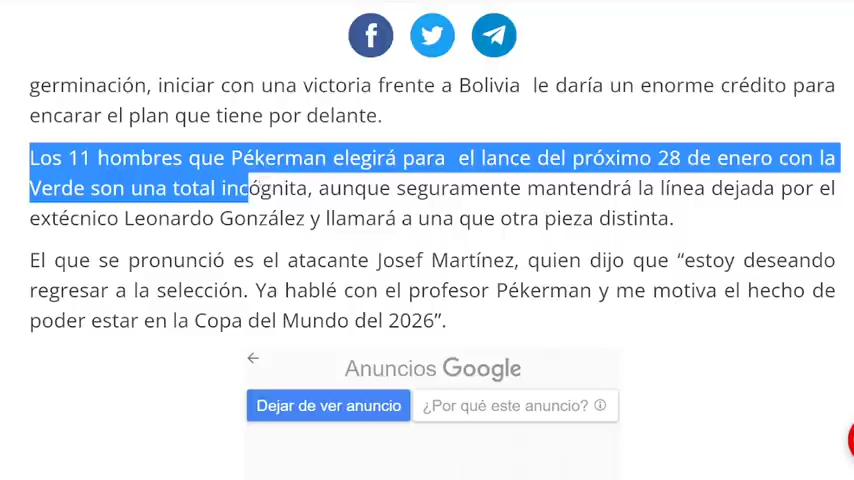 germinación, iniciar con una victoria frente a Bolivia le daría un enorme crédito para
encarar el plan que tiene por delante.
Los 11 hombres que Pékerman elegirá para el lance del próximo 28 de enero con la
Verde son una total incógnita, aunque seguramente mantendrá la línea dejada por el
extécnico Leonardo González y llamará a una que otra pieza distinta.
El que se pronunció es el atacante Josef Martínez, quien dijo que “estoy deseando
regresar a la selección. Ya hablé con el profesor Pékerman y me motiva el hecho de
poder estar en la Copa del Mundo del 2026”.
Anuncios Google
Dejar de ver anuncio ¿Por qué este anuncio?